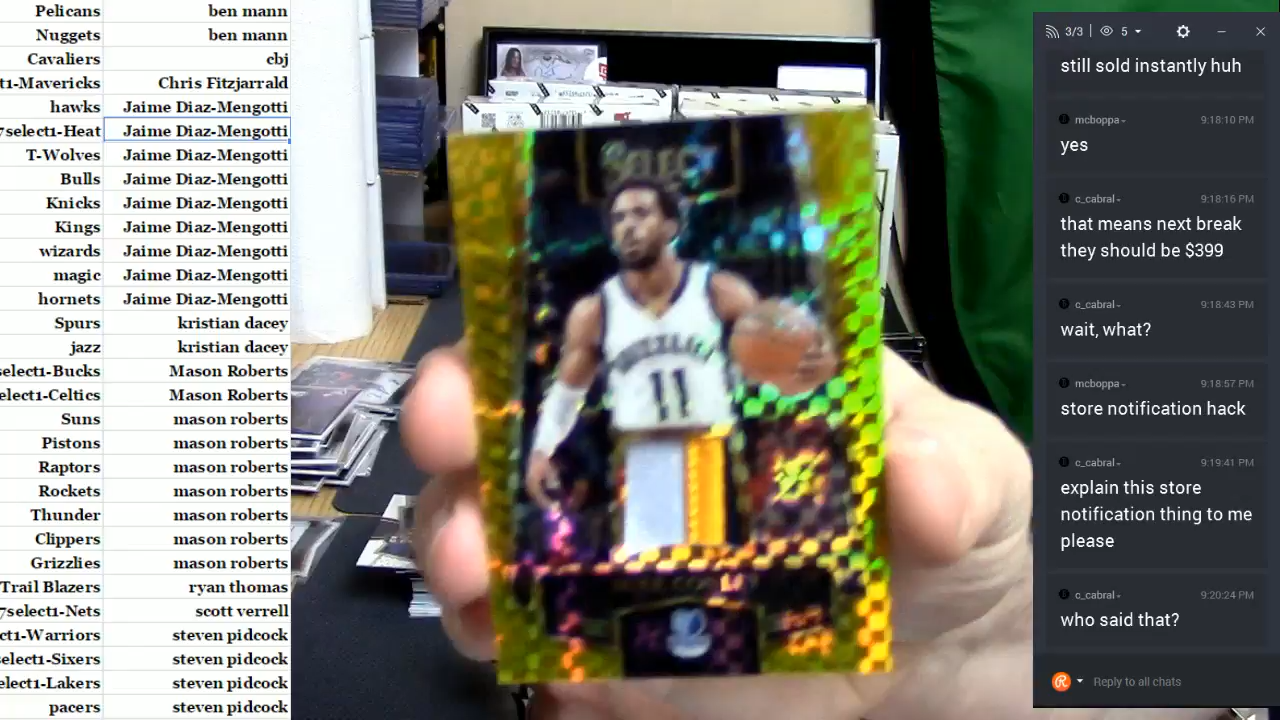 Pelicans ben mann
Nuggets ben mann
Cavaliers cbj
t1-Mavericks Chris Fitzjarrald
hawks Jaime Diaz-Mengotti
7select1-Heat Jaime Diaz-Mengotti
T-Wolves Jaime Diaz-Mengotti
Bulls Jaime Diaz-Mengotti
Knicks Jaime Diaz-Mengotti
Kings Jaime Diaz-Mengotti
wizards Jaime Diaz-Mengotti
magic Jaime Diaz-Mengotti
hornets Jaime Diaz-Mengotti
Spurs kristian dacey
jazz kristian dacey
select1-Bucks Mason Roberts
elect1-Celtics Mason Roberts
Suns mason roberts
Pistons mason roberts
Raptors mason roberts
Rockets mason roberts
Thunder mason roberts
Clippers mason roberts
Grizzlies mason roberts
Trail Blazers ryan thomas
7select1-Nets scott verrell
ct1-Warriors steven pidcock
select1-Sixers steven pidcock
elect1-Lakers steven pidcock
pacers steven pidcock
SELECT
11
3/3 5
still sold instantly huh
mcboppa 9:18:10 PM
yes
c_cabral 9:18:16 PM
that means next break
they should be $399
c_cabral 9:18:43 PM
wait, what?
mcboppa 9:18:57 PM
store notification hack
c_cabral 9:19:41 PM
explain this store
notification thing to me
please
c_cabral 9:20:24 PM
who said that?
Reply to all chats